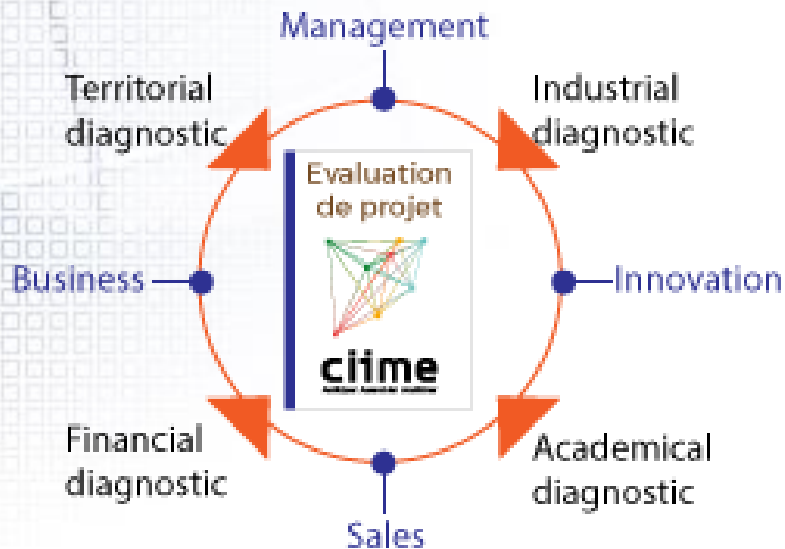 Management
Territorial
diagnostic
Industrial
diagnostic
Evaluation
de projet
Business
Innovation
ciime
Financial
diagnostic
Academical
diagnostic
Sales